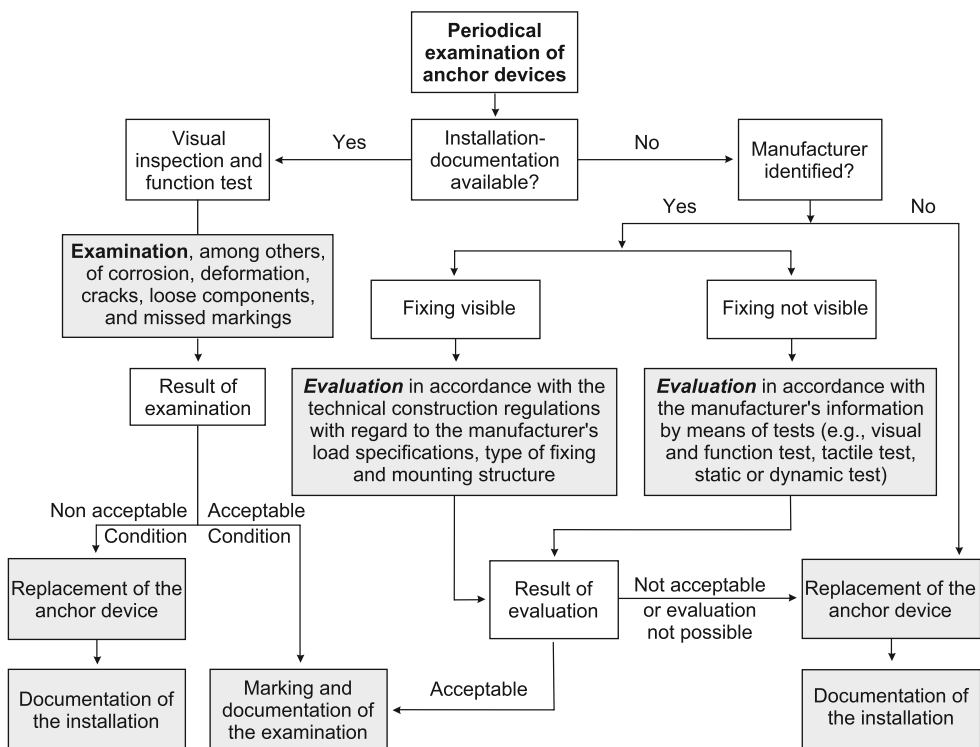 Periodical
examination of
anchor devices
Visual
inspection and
function test
Yes
Installation-
documentation
available?
No
Manufacturer
identified?
Yes
No
Examination, among others,
of corrosion, deformation,
cracks, loose components,
and missed markings
Fixing visible
Fixing not visible
Result of
examination
Evaluation in accordance with the
technical construction regulations
with regard to the manufacturer's
load specifications, type of fixing
and mounting structure
Evaluation in accordance with
the manufacturer's information
by means of tests (e.g., visual
and function test, tactile test,
static or dynamic test)
Non acceptable
Condition
Acceptable
Condition
Replacement of the
anchor device
Result of
evaluation
Not acceptable
or evaluation
not possible
Replacement of the
anchor device
Documentation of
the installation
Marking and
documentation of
the examination
Acceptable
Documentation of
the installation